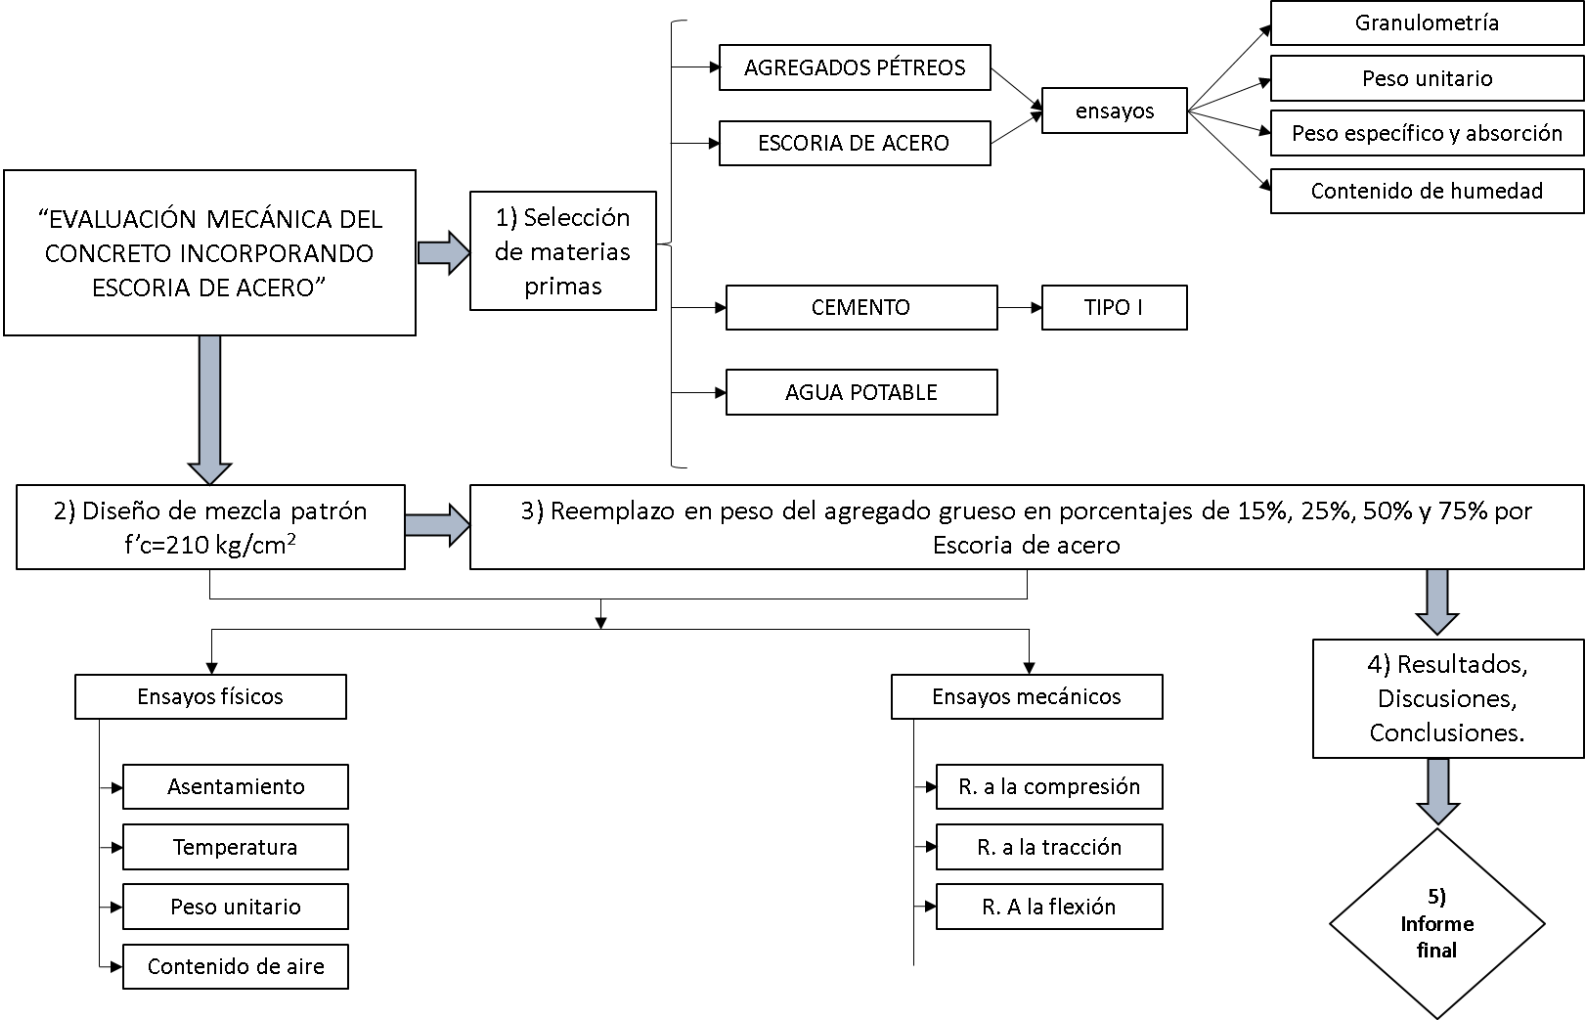 “EVALUACIÓN MECÁNICA DEL
CONCRETO INCORPORANDO
ESCORIA DE ACERO”
1) Selección
de materias
primas
AGREGADOS PÉTREOS
ESCORIA DE ACERO
ensayos
Granulometría
Peso unitario
Peso específico y absorción
Contenido de humedad
CEMENTO
TIPO I
AGUA POTABLE
2) Diseño de mezcla patrón
f’c=210 kg/cm²
3) Reemplazo en peso del agregado grueso en porcentajes de 15%, 25%, 50% y 75% por
Escoria de acero
Ensayos físicos
Asentamiento
Temperatura
Peso unitario
Contenido de aire
Ensayos mecánicos
R. a la compresión
R. a la tracción
R. A la flexión
4) Resultados,
Discusiones,
Conclusiones.
5)
Informe
final